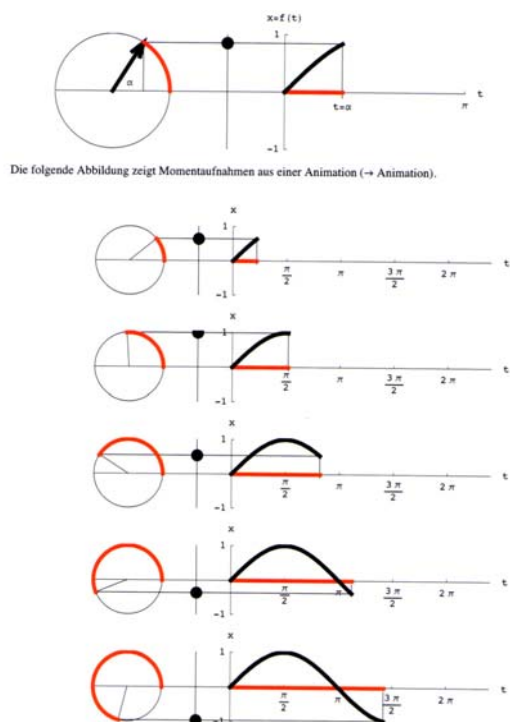 x=f(t)
1
α
t
t=α
π
-1
Die folgende Abbildung zeigt Momentaufnahmen aus einer Animation (→ Animation).
x
1
t
π/2 π 3π/2 2π
-1
x
1
t
π/2 π 3π/2 2π
-1
x
1
t
π/2 π 3π/2 2π
-1
x
1
t
π/2 π 3π/2 2π
-1
x
1
t
π/2 π 3π/2 2π
-1